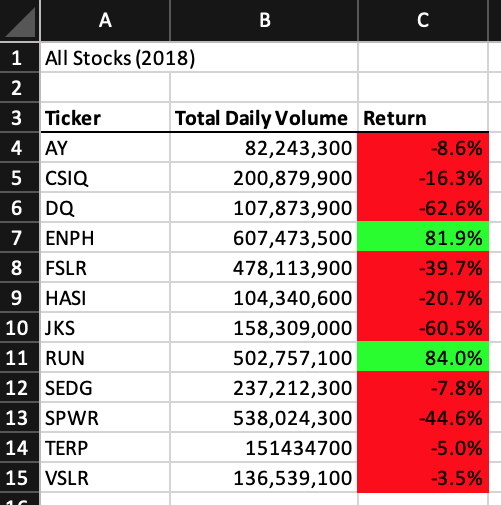 A B C
1 All Stocks (2018)
2
3 Ticker Total Daily Volume Return
4 AY 82,243,300 -8.6%
5 CSIQ 200,879,900 -16.3%
6 DQ 107,873,900 -62.6%
7 ENPH 607,473,500 81.9%
8 FSLR 478,113,900 -39.7%
9 HASI 104,340,600 -20.7%
10 JKS 158,309,000 -60.5%
11 RUN 502,757,100 84.0%
12 SEDG 237,212,300 -7.8%
13 SPWR 538,024,300 -44.6%
14 TERP 151434700 -5.0%
15 VSLR 136,539,100 -3.5%